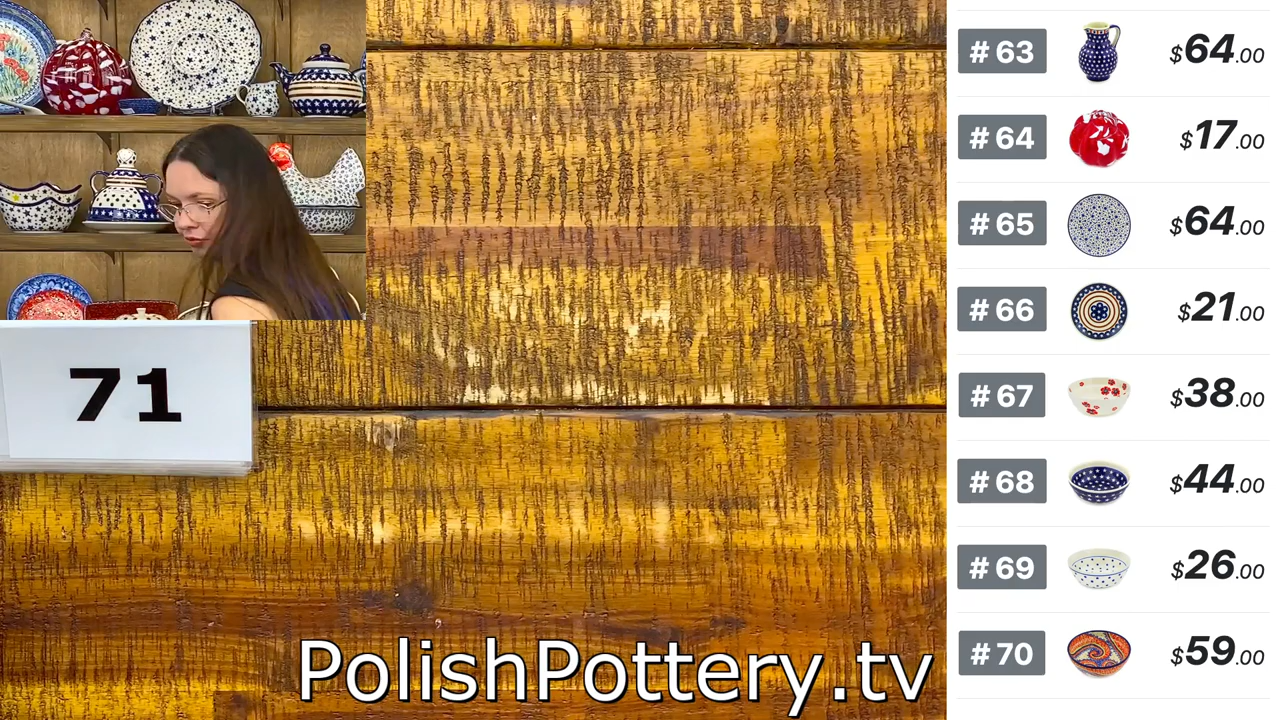 71
PolishPottery.tv
# 63 $64.00
# 64 $17.00
# 65 $64.00
# 66 $21.00
# 67 $38.00
# 68 $44.00
# 69 $26.00
# 70 $59.00